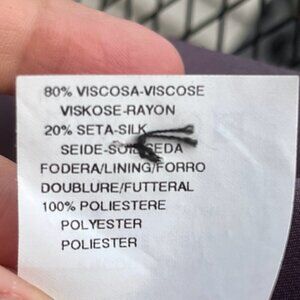 80% VISCOSA-VISCOSE
VISKOSE-RAYON
20% SETA-SILK
SEIDE-SOIE-SEDA
FODERA/LINING/FORRO
DOUBLURE/FUTTERAL
100% POLIESTERE
POLYESTER
POLIESTER